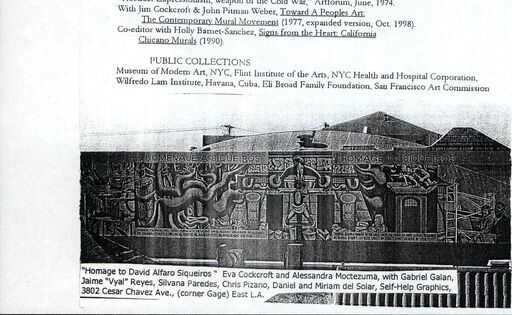 "Abstract Expressionism, weapon of the Cold War," Artforum, June, 1974.
With Jim Cockcroft & John Pitman Weber, Toward A Peoples Art:
The Contemporary Mural Movement (1977, expanded version, Oct. 1998).
Co-editor with Holly Barnet-Sanchez, Signs from the Heart: California
Chicano Murals (1990).
PUBLIC COLLECTIONS
Museum of Modern Art, NYC, Flint Institute of the Arts, NYC Health and Hospital Corporation,
Wilfredo Lam Institute, Havana, Cuba, Eli Broad Family Foundation, San Francisco Art Commission
HOMENAJE A SIQUEIROS HOMAGE TO SIQUEIROS
"Homage to David Alfaro Siqueiros " Eva Cockcroft and Alessandra Moctezuma, with Gabriel Galan,
Jaime "Vyal" Reyes, Silvana Paredes, Chris Pizano, Daniel and Miriam del Solar, Self-Help Graphics,
3802 Cesar Chavez Ave., (corner Gage) East L.A.